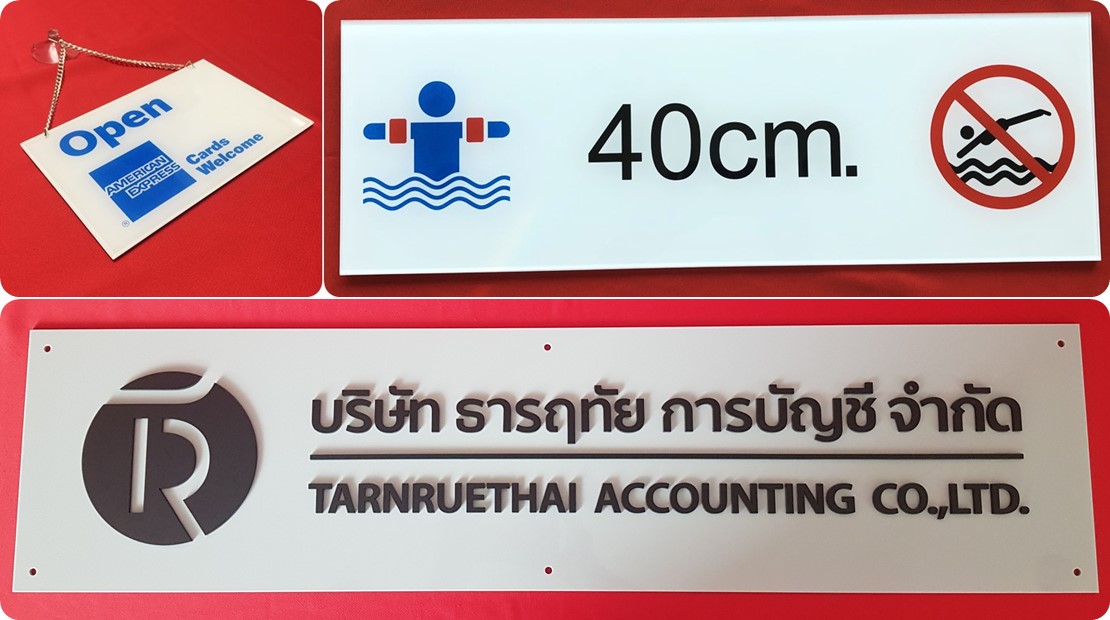 Open
AMERICAN
EXPRESS
®
Cards
Welcome
40cm.
บริษัท ธารฤทัย การบัญชี จำกัด
TARNRUETHAI ACCOUNTING CO.,LTD.